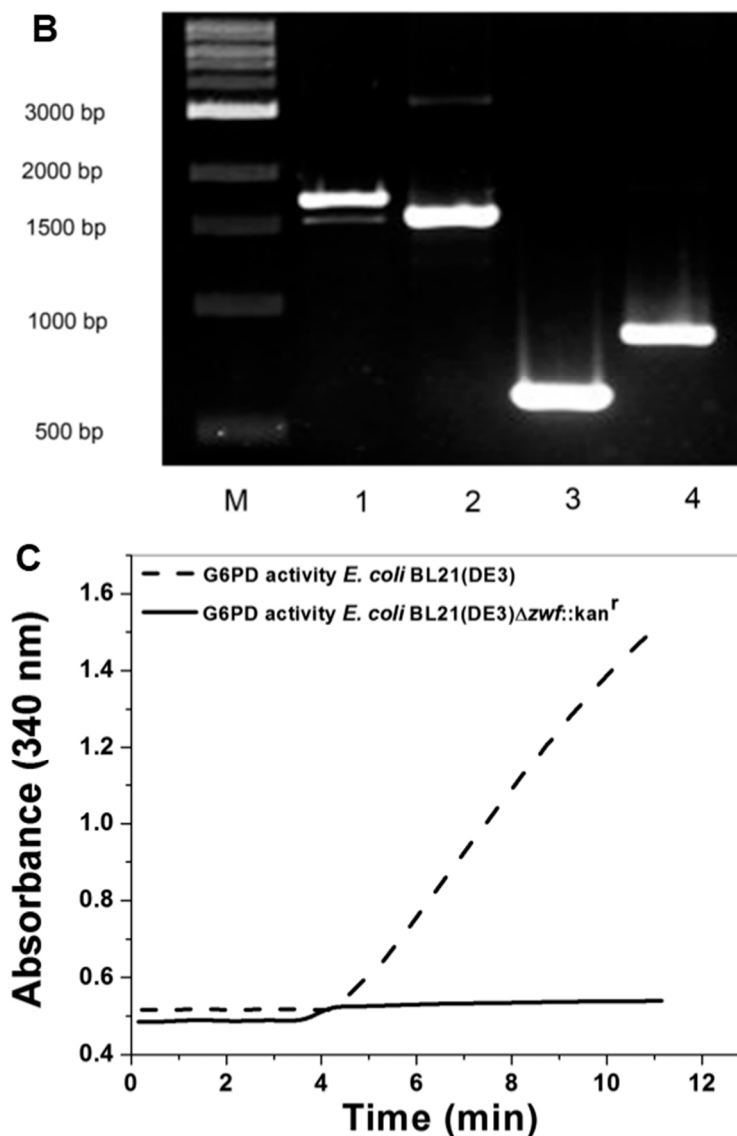 B
3000 bp
2000 bp
1500 bp
1000 bp
500 bp
M 1 2 3 4
C
G6PD activity E. coli BL21(DE3)
G6PD activity E. coli BL21(DE3)Δzwf::kanʳ
Absorbance (340 nm)
1.6
1.4
1.2
1.0
0.8
0.6
0.4
0 2 4 6 8 10 12
Time (min)